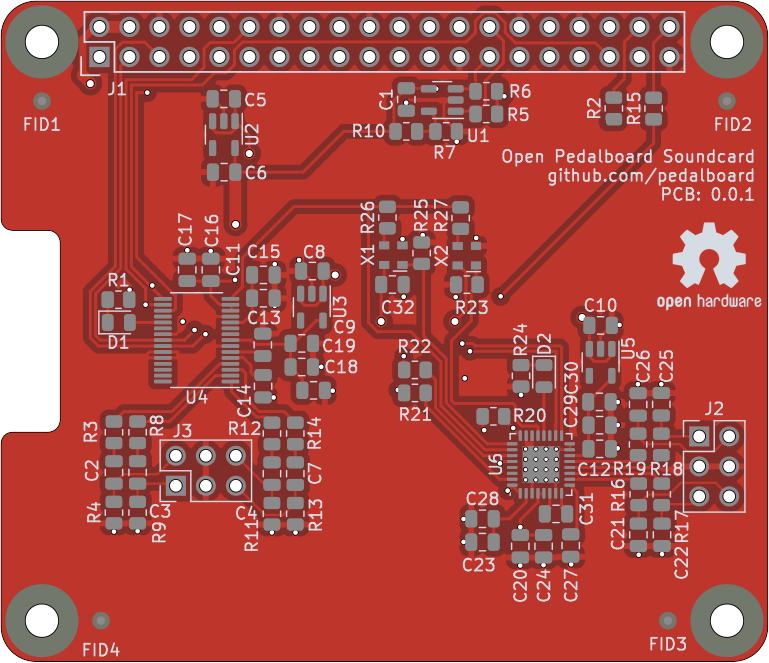 J1
C5
C1
R6
R2
R15
FID1
FID2
U2
R5
R10
U1
R7
C6
Open Pedalboard Soundcard
github.com/pedalboard
PCB: 0.0.1
R26
R25
R27
C17
C16
C11
C15
C8
X1
X2
open hardware
R1
C13
U3
C32
R23
C10
D1
C9
C19
C18
R22
R24
D2
U5
C26
C25
U4
C14
R21
C30
C29
R20
J2
R3
R8
J3
R12
R14
U6
C12
R19
R18
C2
C7
R4
C3
R9
C4
R11
R13
C28
C31
R16
C21
R17
C22
C23
C20
C24
C27
FID4
FID3